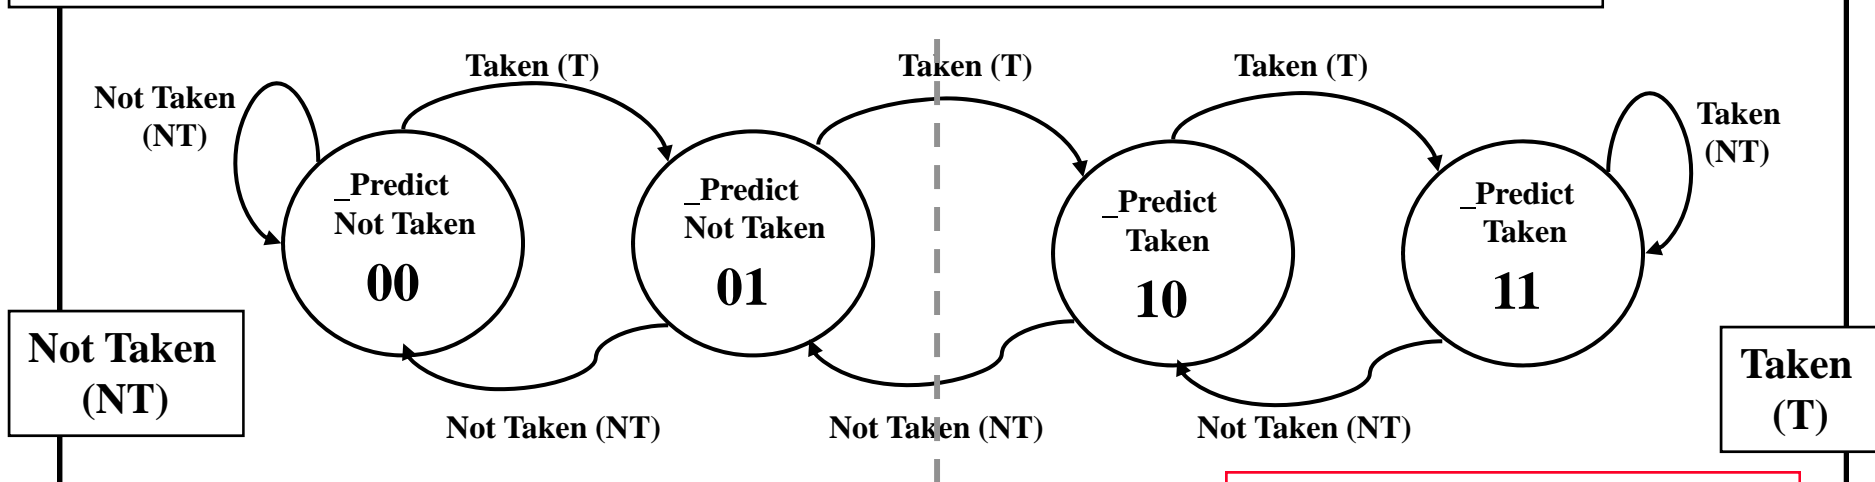 Taken (T)
Taken (T)
Taken (T)
Not Taken
(NT)
Taken
(NT)
_Predict
Not Taken
00
_Predict
Not Taken
01
_Predict
Taken
10
_Predict
Taken
11
Not Taken
(NT)
Taken
(T)
Not Taken (NT)
Not Taken (NT)
Not Taken (NT)